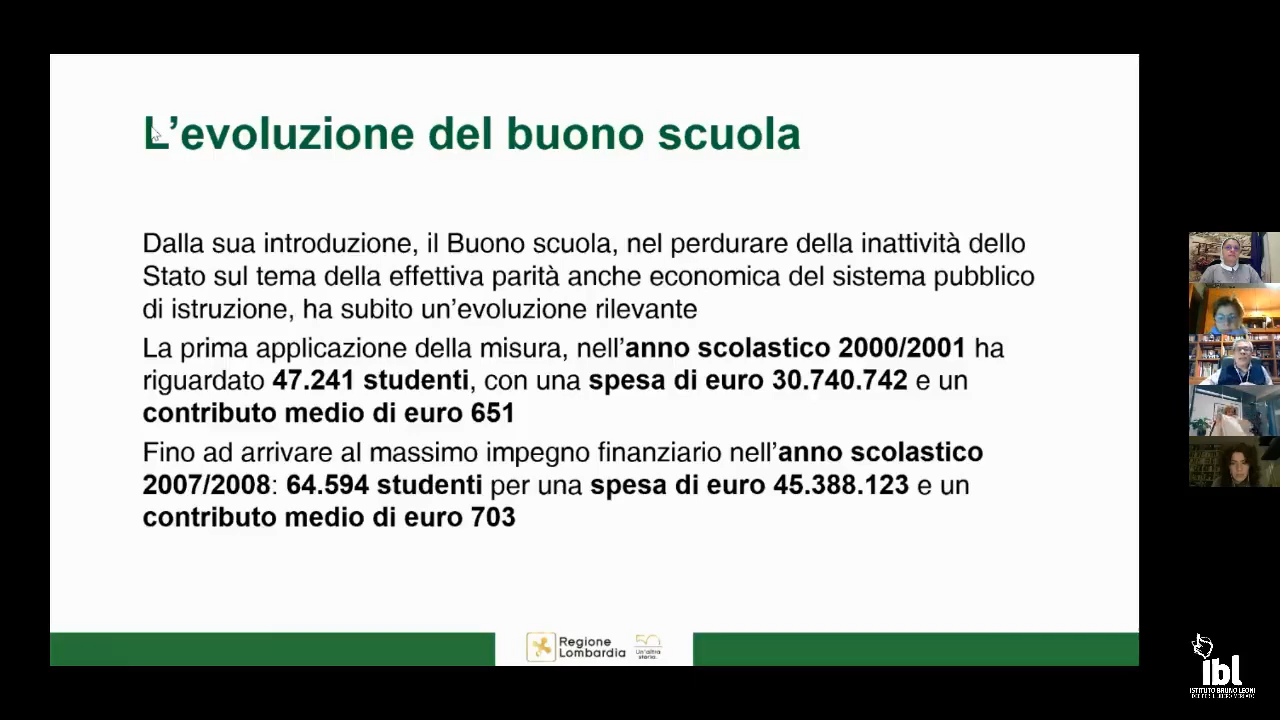 L'evoluzione del buono scuola
Dalla sua introduzione, il Buono scuola, nel perdurare della inattività dello
Stato sul tema della effettiva parità anche economica del sistema pubblico
di istruzione, ha subito un'evoluzione rilevante
La prima applicazione della misura, nell'anno scolastico 2000/2001 ha
riguardato 47.241 studenti, con una spesa di euro 30.740.742 e un
contributo medio di euro 651
Fino ad arrivare al massimo impegno finanziario nell'anno scolastico
2007/2008: 64.594 studenti per una spesa di euro 45.388.123 e un
contributo medio di euro 703
Regione
Lombardia
Un'altra
storia.
ibl
ISTITUTO BRUNO LEONI